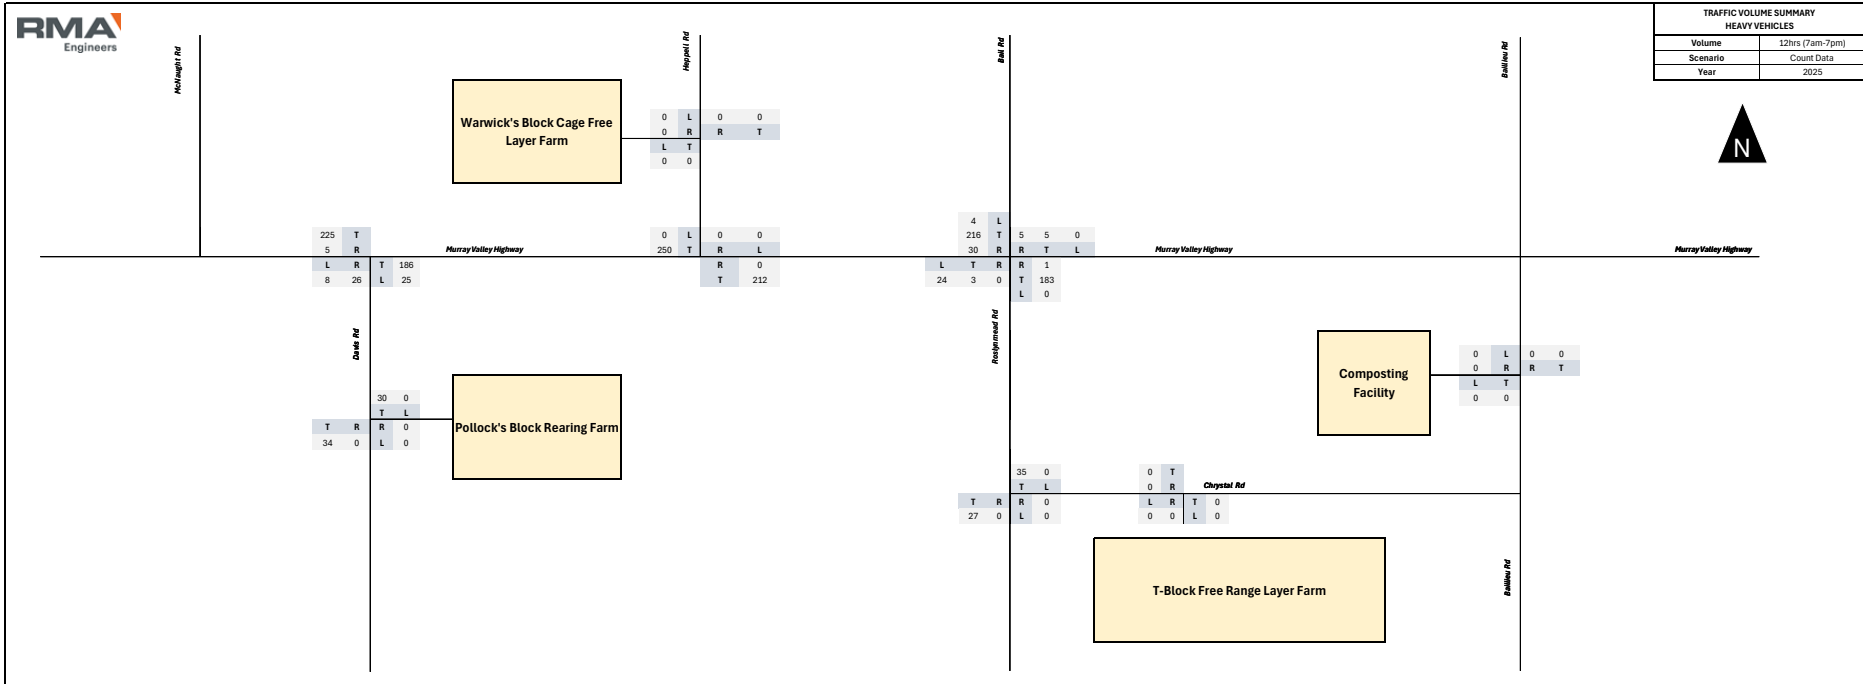 RMA
Engineers
TRAFFIC VOLUME SUMMARY
HEAVY VEHICLES
Volume 12hrs (7am-7pm)
Scenario Count Data
Year 2025
N
McNaught Rd
Heppell Rd
Ball Rd
Baillieu Rd
Warwick's Block Cage Free
Layer Farm
0 L 0 0
0 R R T
L T
0 0
225 T
5 R
L R T 186
8 26 L 25
Murray Valley Highway
0 L 0 0
250 T R L
R 0
T 212
4 L
216 T 5 5 0
30 R R T L
L T R R 1
24 3 0 T 183
L 0
Murray Valley Highway
Murray Valley Highway
Davis Rd
Roslynmead Rd
30 0
T L
T R R 0
34 0 L 0
Pollock's Block Rearing Farm
Composting
Facility
0 L 0 0
0 R R T
L T
0 0
35 0
T L
T R R 0
27 0 L 0
0 T
0 R
L R T 0
0 0 L 0
Chrystal Rd
T-Block Free Range Layer Farm
Baillieu Rd